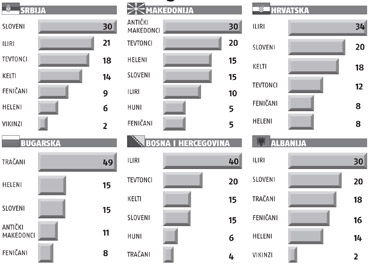 SRBIJA
SLOVENI 30
ILIRI 21
TEVTONCI 18
KELTI 14
FENIČANI 9
HELENI 6
VIKINZI 2
MAKEDONIJA
ANTIČKI
MAKEDONCI 30
TEVTONCI 20
HELENI 15
SLOVENI 15
ILIRI 10
HUNI 5
FENIČANI 5
HRVATSKA
ILIRI 34
SLOVENI 20
KELTI 18
TEVTONCI 12
FENIČANI 8
HELENI 8
BUGARSKA
TRAČANI 49
HELENI 15
SLOVENI 15
ANTIČKI
MAKEDONCI 11
FENIČANI 8
BOSNA I HERCEGOVINA
ILIRI 40
TEVTONCI 20
KELTI 15
SLOVENI 15
HUNI 6
TRAČANI 4
ALBANIJA
ILIRI 30
SLOVENI 20
TRAČANI 18
FENIČANI 16
HELENI 14
VIKINZI 2